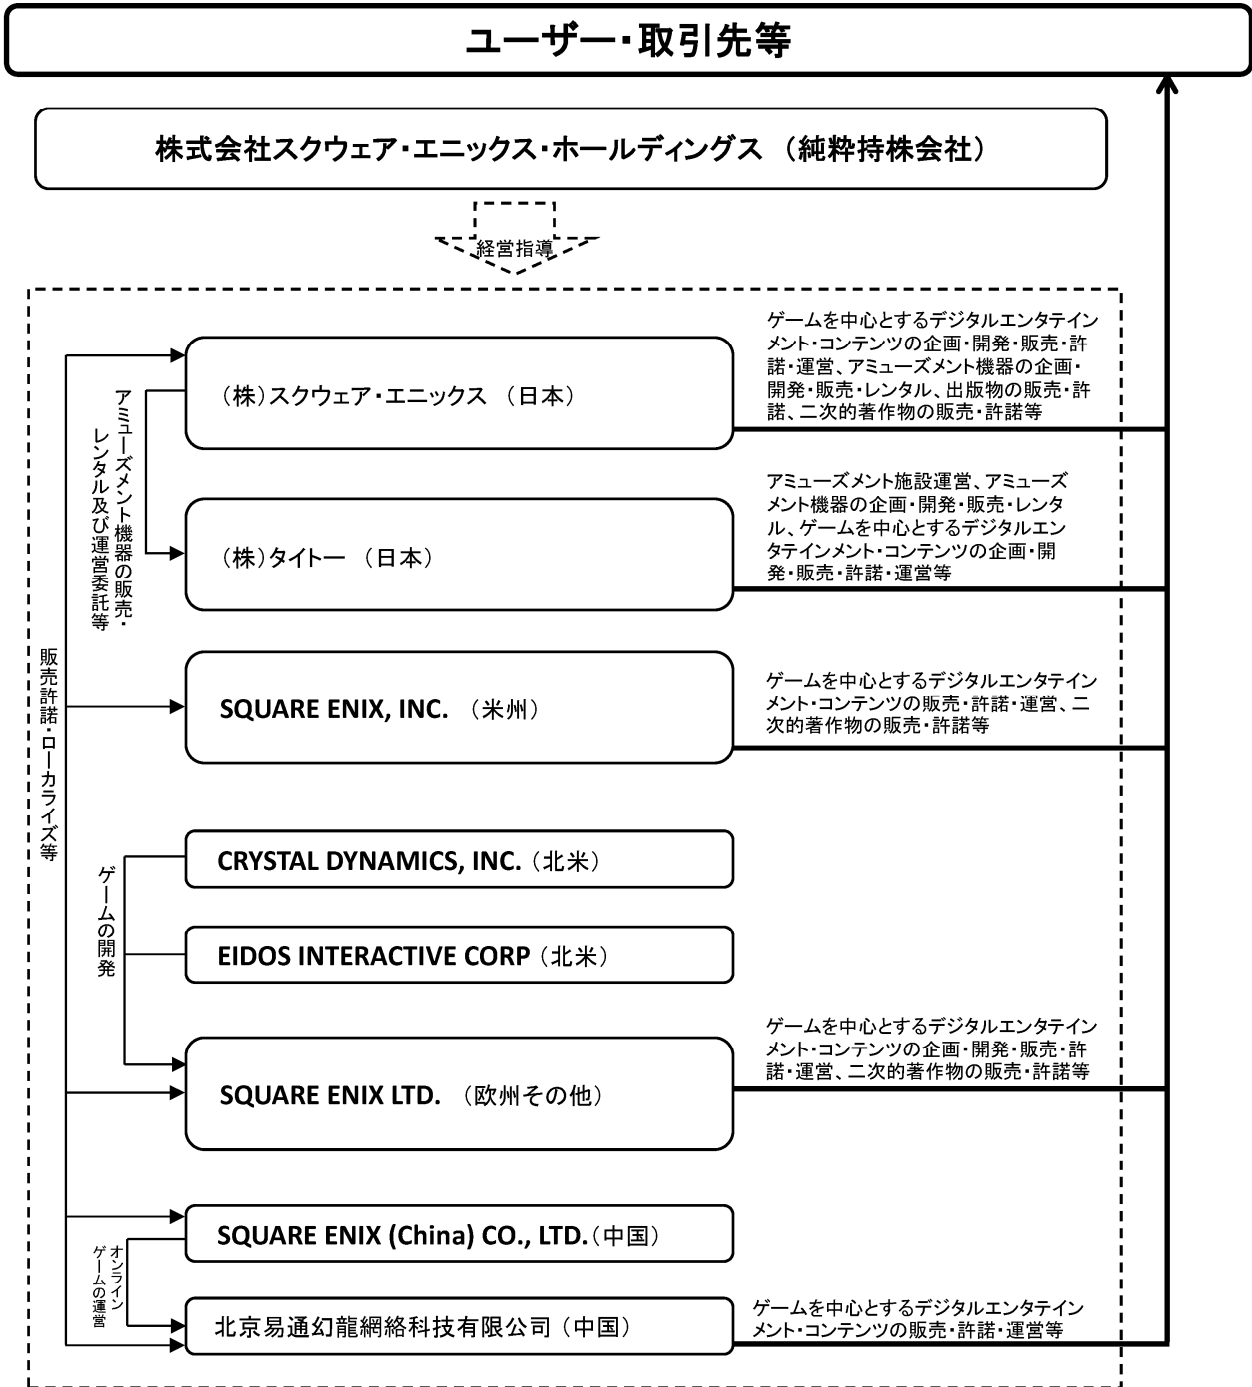 ユーザー・取引先等
株式会社スクウェア・エニックス・ホールディングス （純粋持株会社）
経営指導
ゲームを中心とするデジタルエンタテイン
メント・コンテンツの企画・開発・販売・許
諾・運営、アミューズメント機器の企画・
開発・販売・レンタル、出版物の販売・許
諾、二次的著作物の販売・許諾等
（株）スクウェア・エニックス （日本）
アミューズメント機器の販売・
レンタル及び運営委託等
アミューズメント施設運営、アミューズ
メント機器の企画・開発・販売・レンタ
ル、ゲームを中心とするデジタルエン
タテインメント・コンテンツの企画・開
発・販売・許諾・運営等
（株）タイトー （日本）
販売許諾・ローカライズ等
SQUARE ENIX, INC. （米州）
ゲームを中心とするデジタルエンタテイン
メント・コンテンツの販売・許諾・運営、二
次的著作物の販売・許諾等
CRYSTAL DYNAMICS, INC.（北米）
ゲームの開発
EIDOS INTERACTIVE CORP（北米）
ゲームを中心とするデジタルエンタテイン
メント・コンテンツの企画・開発・販売・許
諾・運営、二次的著作物の販売・許諾等
SQUARE ENIX LTD. （欧州その他）
SQUARE ENIX (China) CO., LTD.（中国）
オンライン
ゲームの運営
北京易通幻龍網絡科技有限公司（中国）
ゲームを中心とするデジタルエンタテイン
メント・コンテンツの販売・許諾・運営等